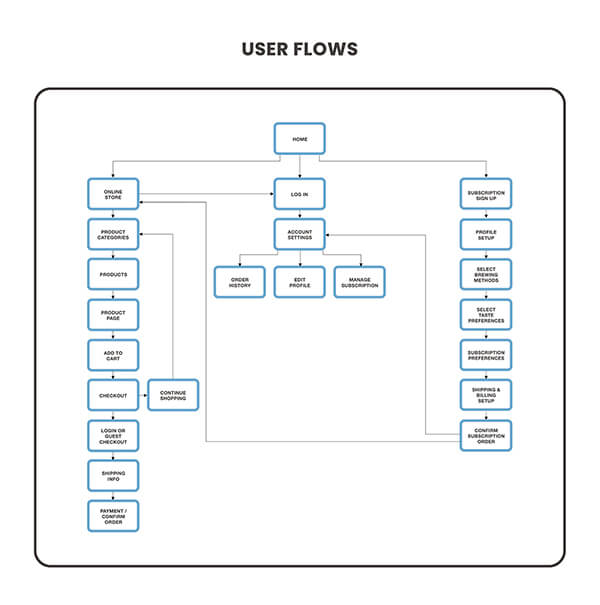 USER FLOWS
HOME
ONLINE
STORE
LOG IN
SUBSCRIPTION
SIGN UP
PRODUCT
CATEGORIES
ACCOUNT
SETTINGS
PROFILE
SETUP
PRODUCTS
ORDER
HISTORY
EDIT
PROFILE
MANAGE
SUBSCRIPTION
SELECT
BREWING
METHODS
PRODUCT
PAGE
SELECT
TASTE
PREFERENCES
ADD TO
CART
SUBSCRIPTION
PREFERENCES
CHECKOUT
CONTINUE
SHOPPING
SHIPPING &
BILLING
SETUP
LOGIN OR
GUEST
CHECKOUT
CONFIRM
SUBSCRIPTION
ORDER
SHIPPING
INFO
PAYMENT /
CONFIRM
ORDER